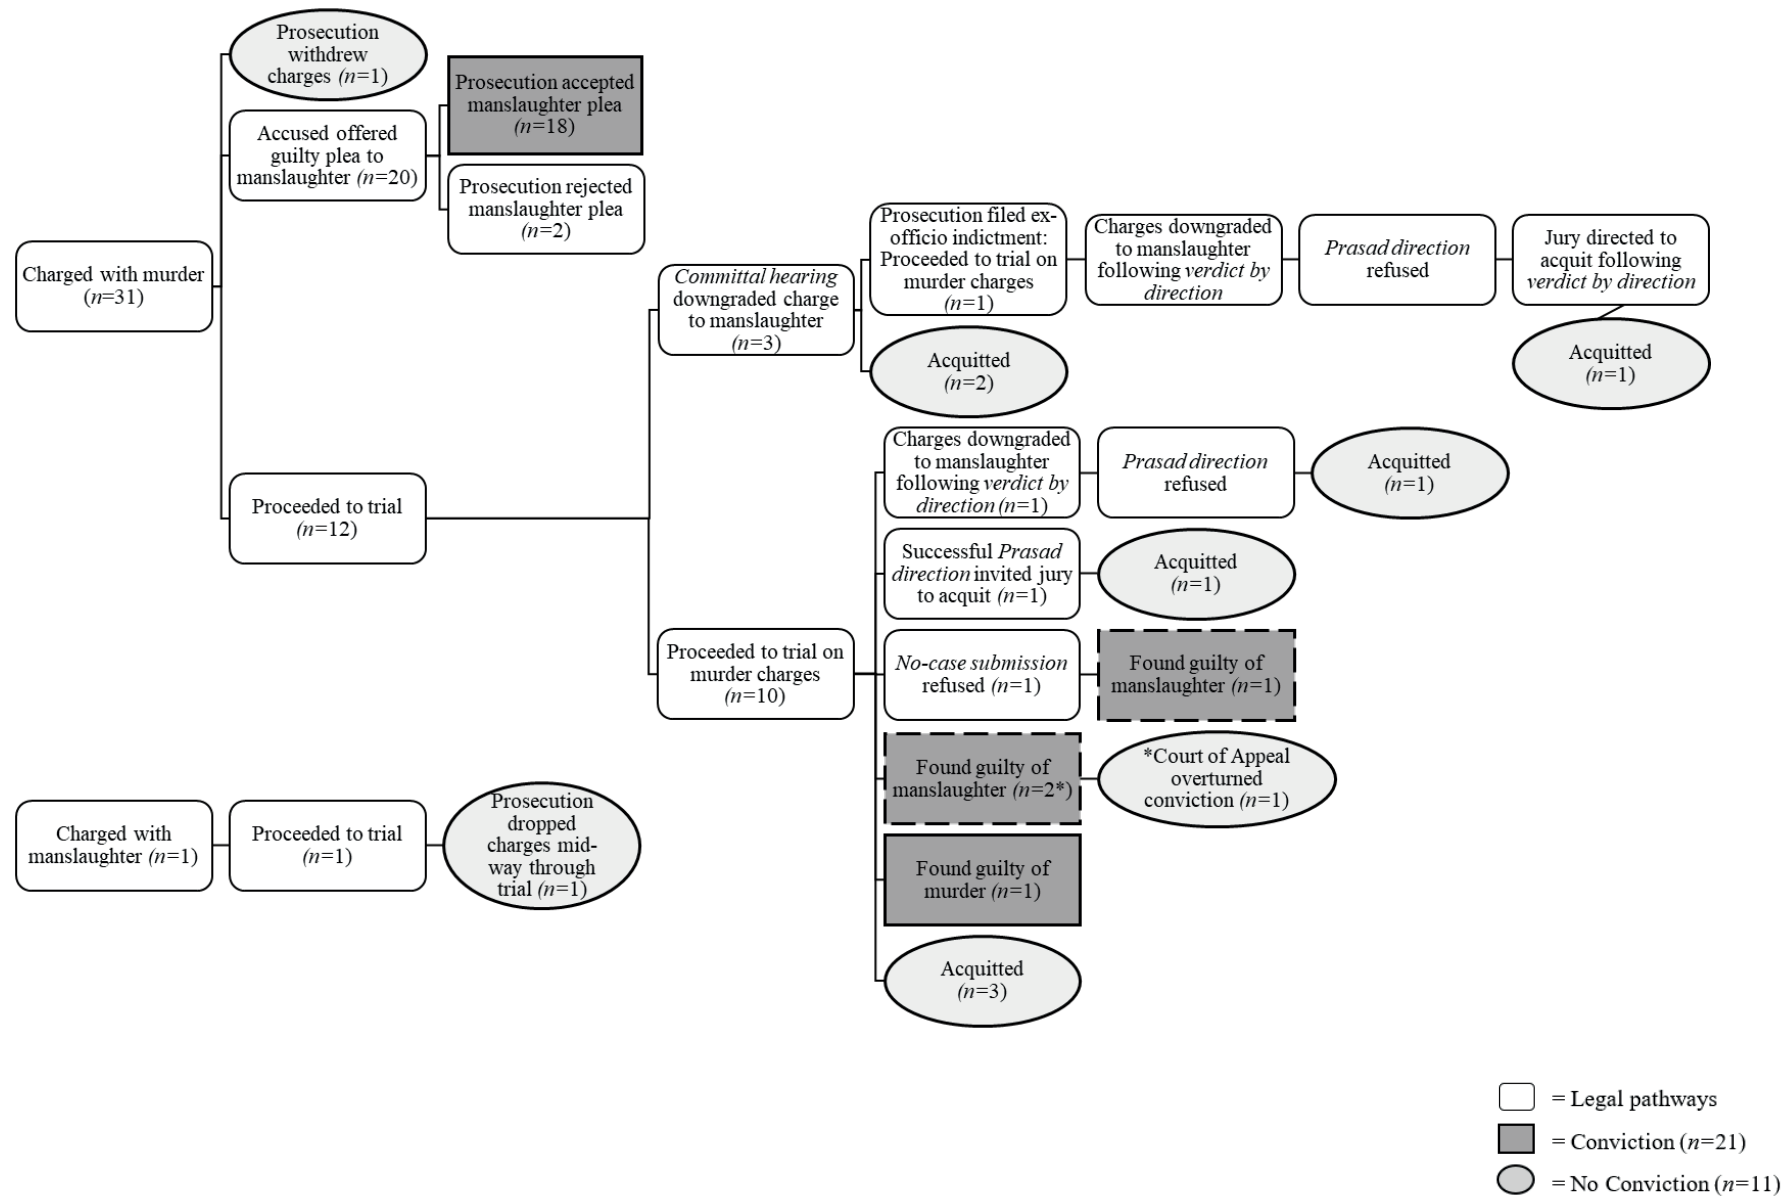 Prosecution
withdrew
charges (n=1)
Prosecution accepted
manslaughter plea
(n=18)
Accused offered
guilty plea to
manslaughter (n=20)
Prosecution rejected
manslaughter plea
(n=2)
Charged with murder
(n=31)
Committal hearing
downgraded charge
to manslaughter
(n=3)
Prosecution filed ex-
officio indictment:
Proceeded to trial on
murder charges
(n=1)
Charges downgraded
to manslaughter
following verdict by
direction
Prasad direction
refused
Jury directed to
acquit following
verdict by direction
Acquitted
(n=1)
Acquitted
(n=2)
Proceeded to trial
(n=12)
Charges downgraded
to manslaughter
following verdict by
direction (n=1)
Prasad direction
refused
Acquitted
(n=1)
Successful Prasad
direction invited jury
to acquit (n=1)
Acquitted
(n=1)
Proceeded to trial on
murder charges
(n=10)
No-case submission
refused (n=1)
Found guilty of
manslaughter (n=1)
Found guilty of
manslaughter (n=2*)
*Court of Appeal
overturned
conviction (n=1)
Found guilty of
murder (n=1)
Acquitted
(n=3)
Charged with
manslaughter (n=1)
Proceeded to trial
(n=1)
Prosecution
dropped
charges mid-
way through
trial (n=1)
= Legal pathways
= Conviction (n=21)
= No Conviction (n=11)